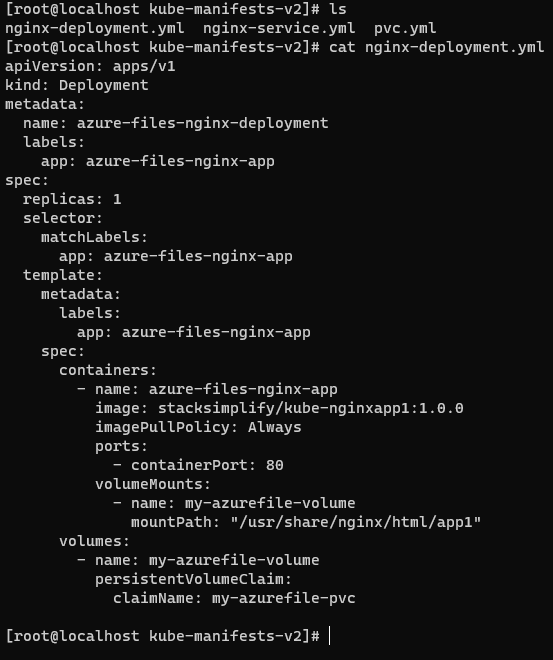 [root@localhost kube-manifests-v2]# ls
nginx-deployment.yml  nginx-service.yml  pvc.yml
[root@localhost kube-manifests-v2]# cat nginx-deployment.yml
apiVersion: apps/v1
kind: Deployment
metadata:
  name: azure-files-nginx-deployment
  labels:
    app: azure-files-nginx-app
spec:
  replicas: 1
  selector:
    matchLabels:
      app: azure-files-nginx-app
  template:
    metadata:
      labels:
        app: azure-files-nginx-app
    spec:
      containers:
        - name: azure-files-nginx-app
          image: stacksimplify/kube-nginxapp1:1.0.0
          imagePullPolicy: Always
          ports:
            - containerPort: 80
          volumeMounts:
            - name: my-azurefile-volume
              mountPath: "/usr/share/nginx/html/app1"
      volumes:
        - name: my-azurefile-volume
          persistentVolumeClaim:
            claimName: my-azurefile-pvc

[root@localhost kube-manifests-v2]#